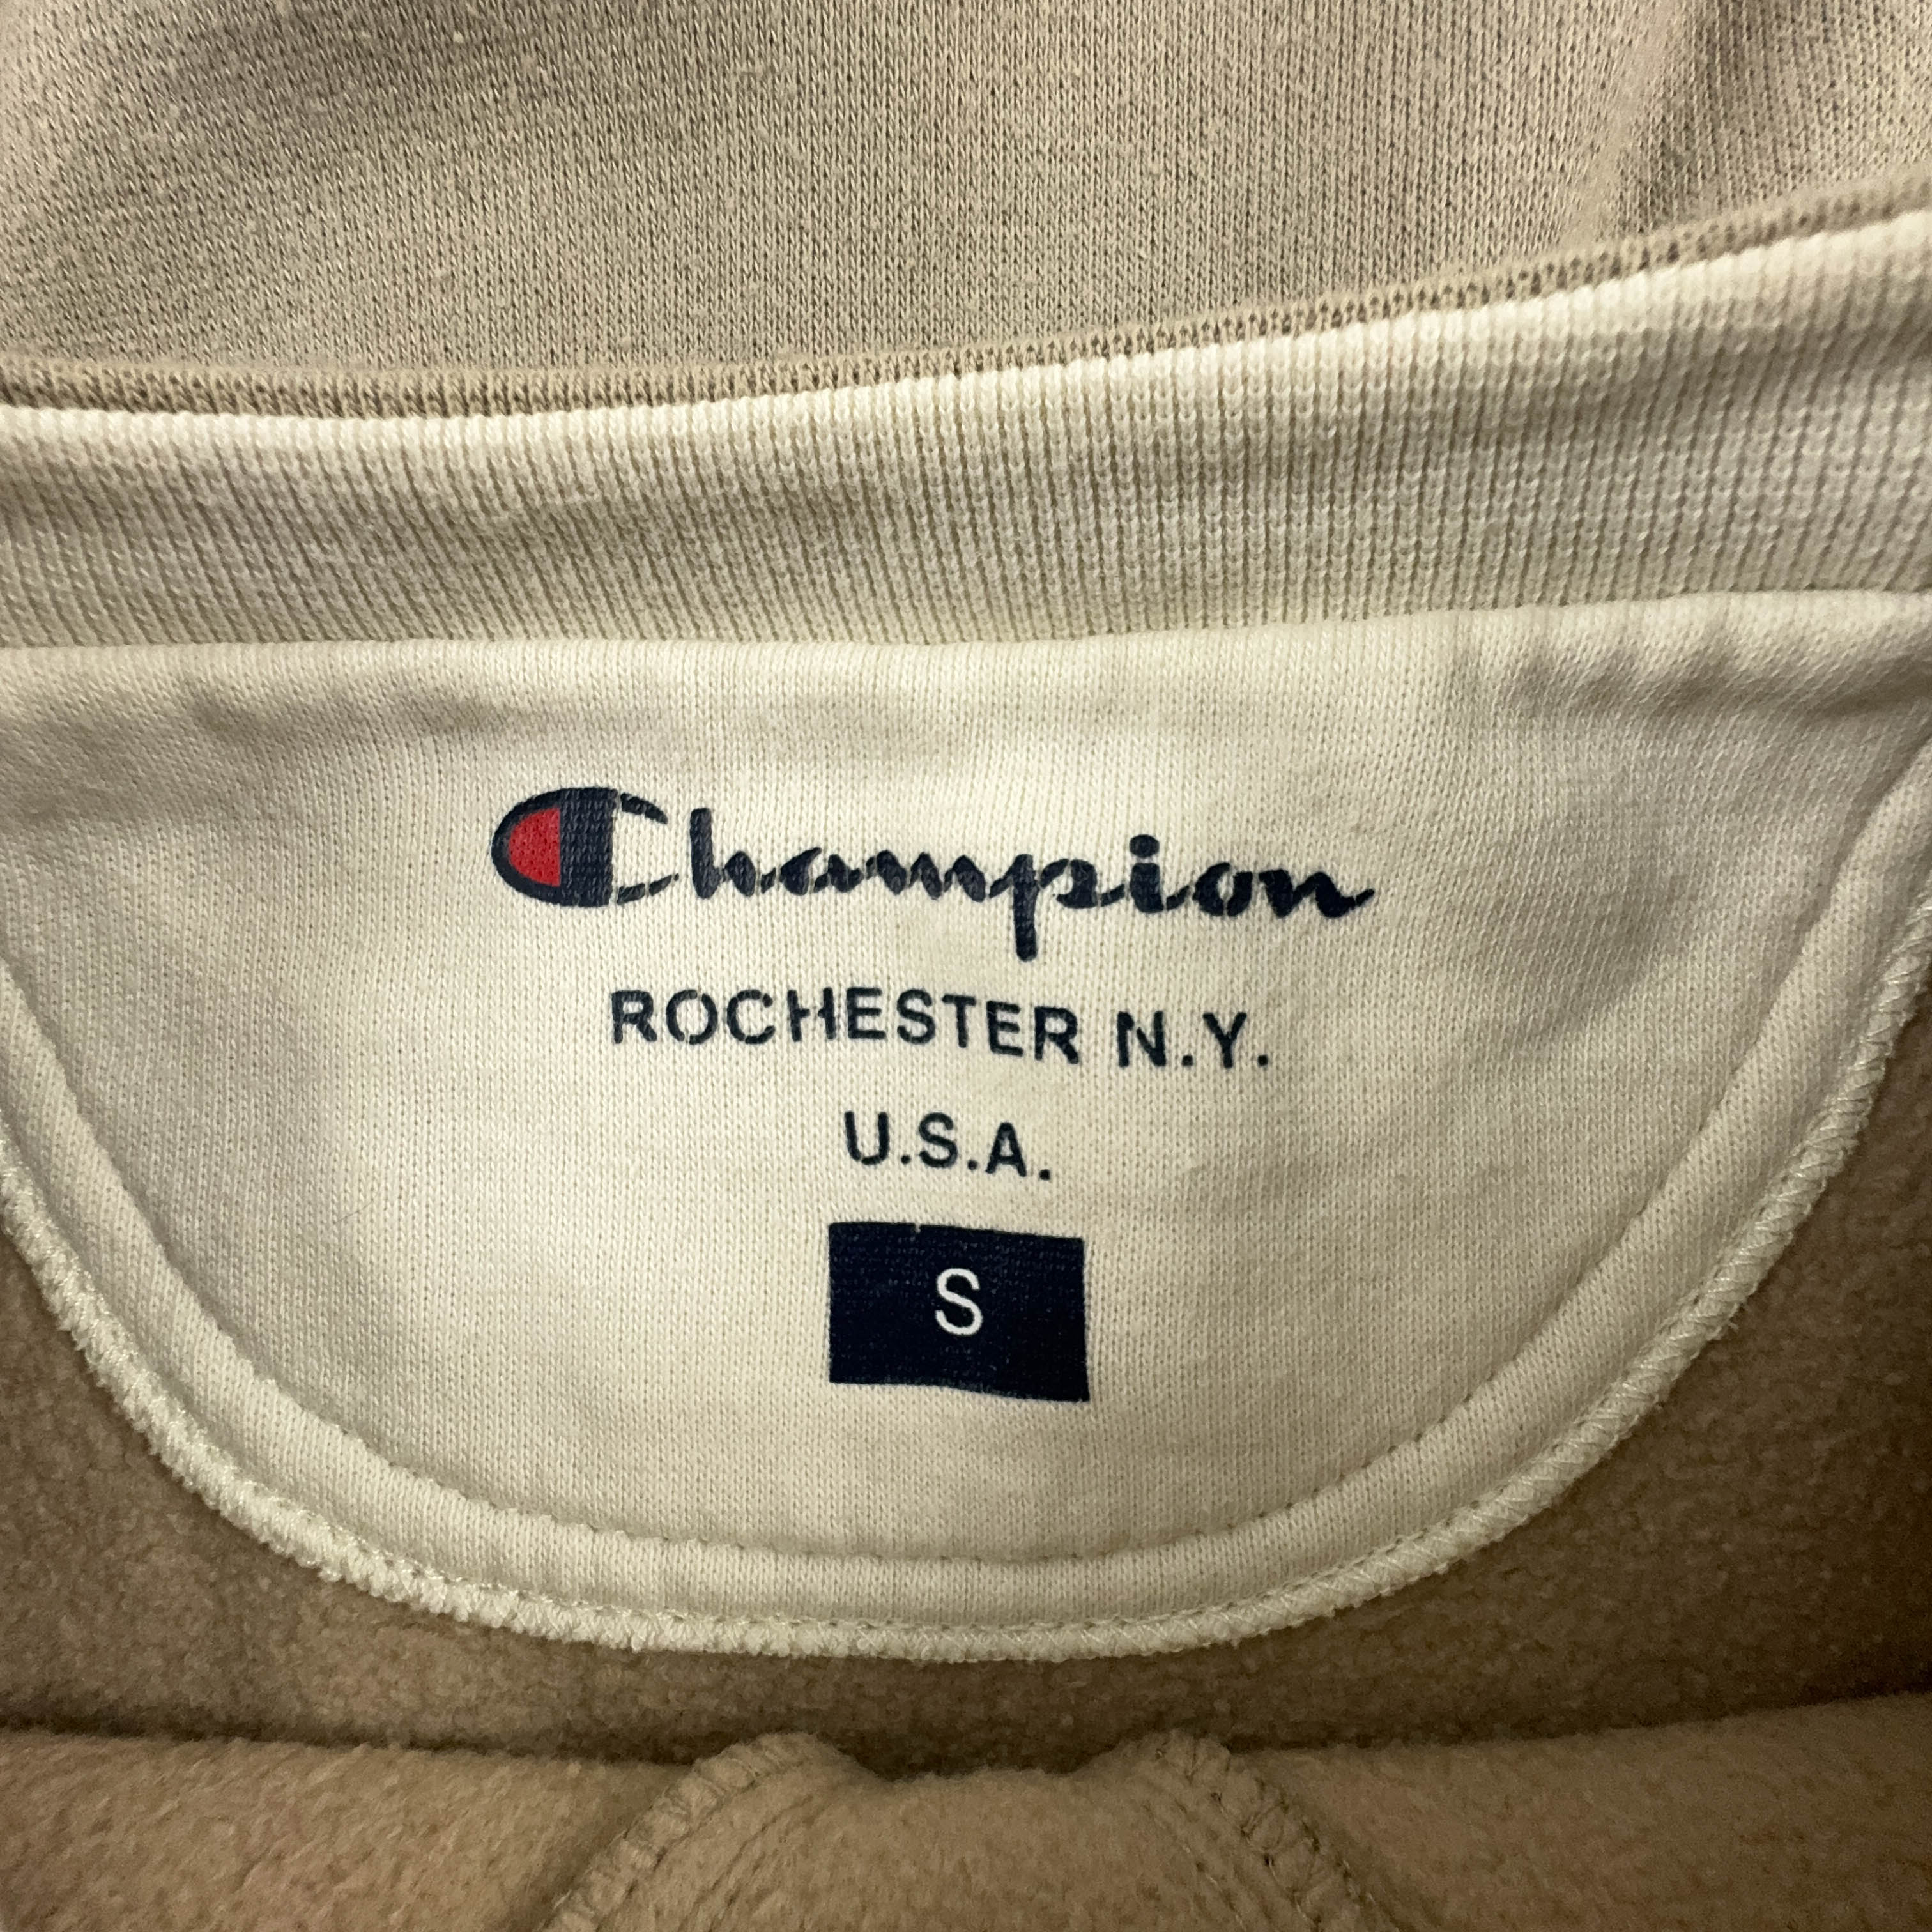 Champion
ROCHESTER N.Y.
U.S.A.
S